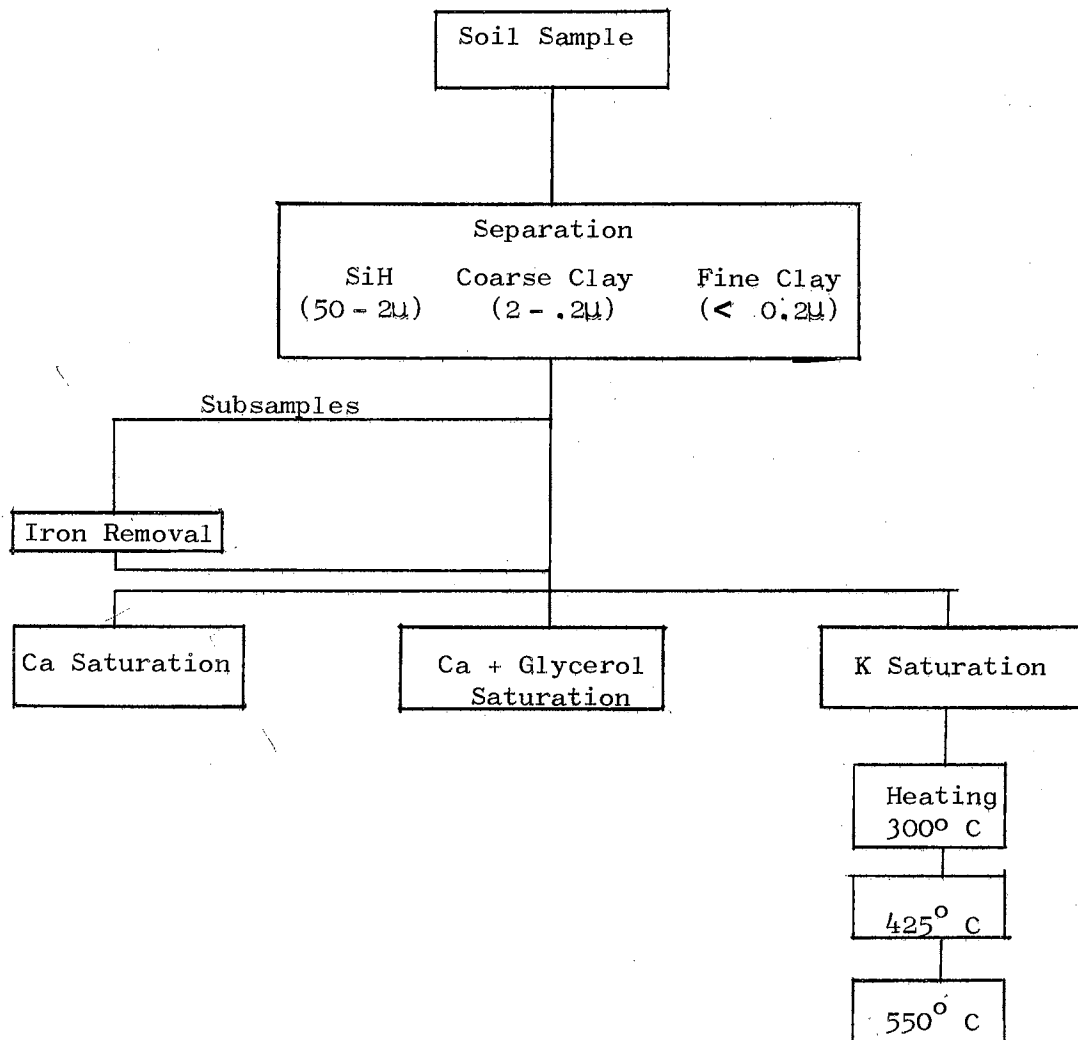 Soil Sample
Separation
SiH Coarse Clay Fine Clay
(50 - 2µ) (2 - .2µ) (< 0.2µ)
Subsamples
Iron Removal
Ca Saturation
Ca + Glycerol
Saturation
K Saturation
Heating
300° C
425° C
550° C